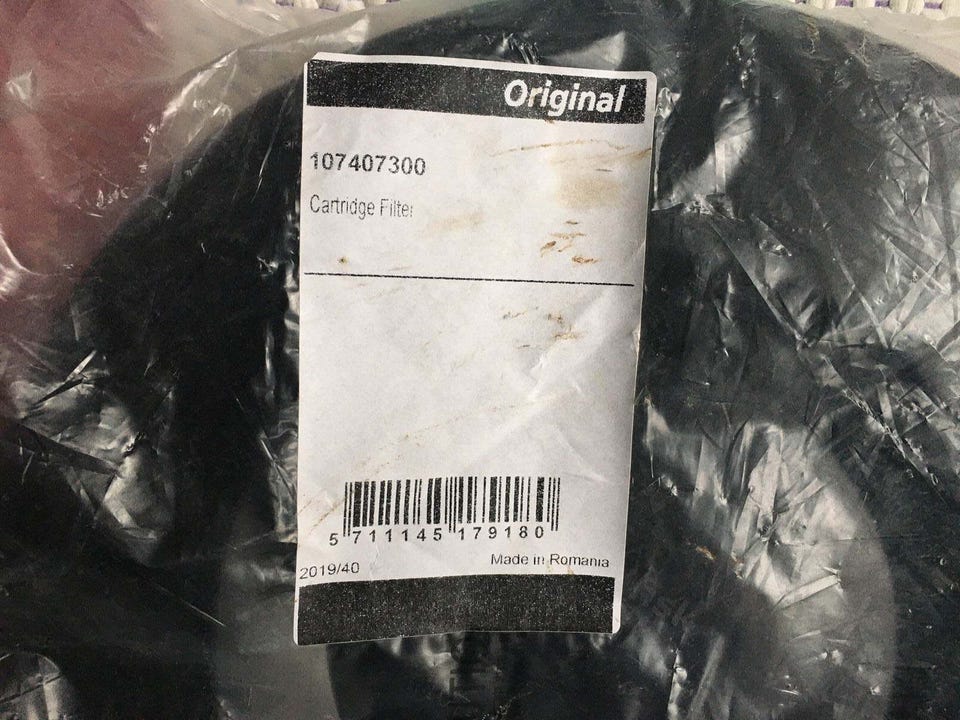 Original
107407300
Cartridge Filter
5 711145 179180
2019/40
Made in Romania